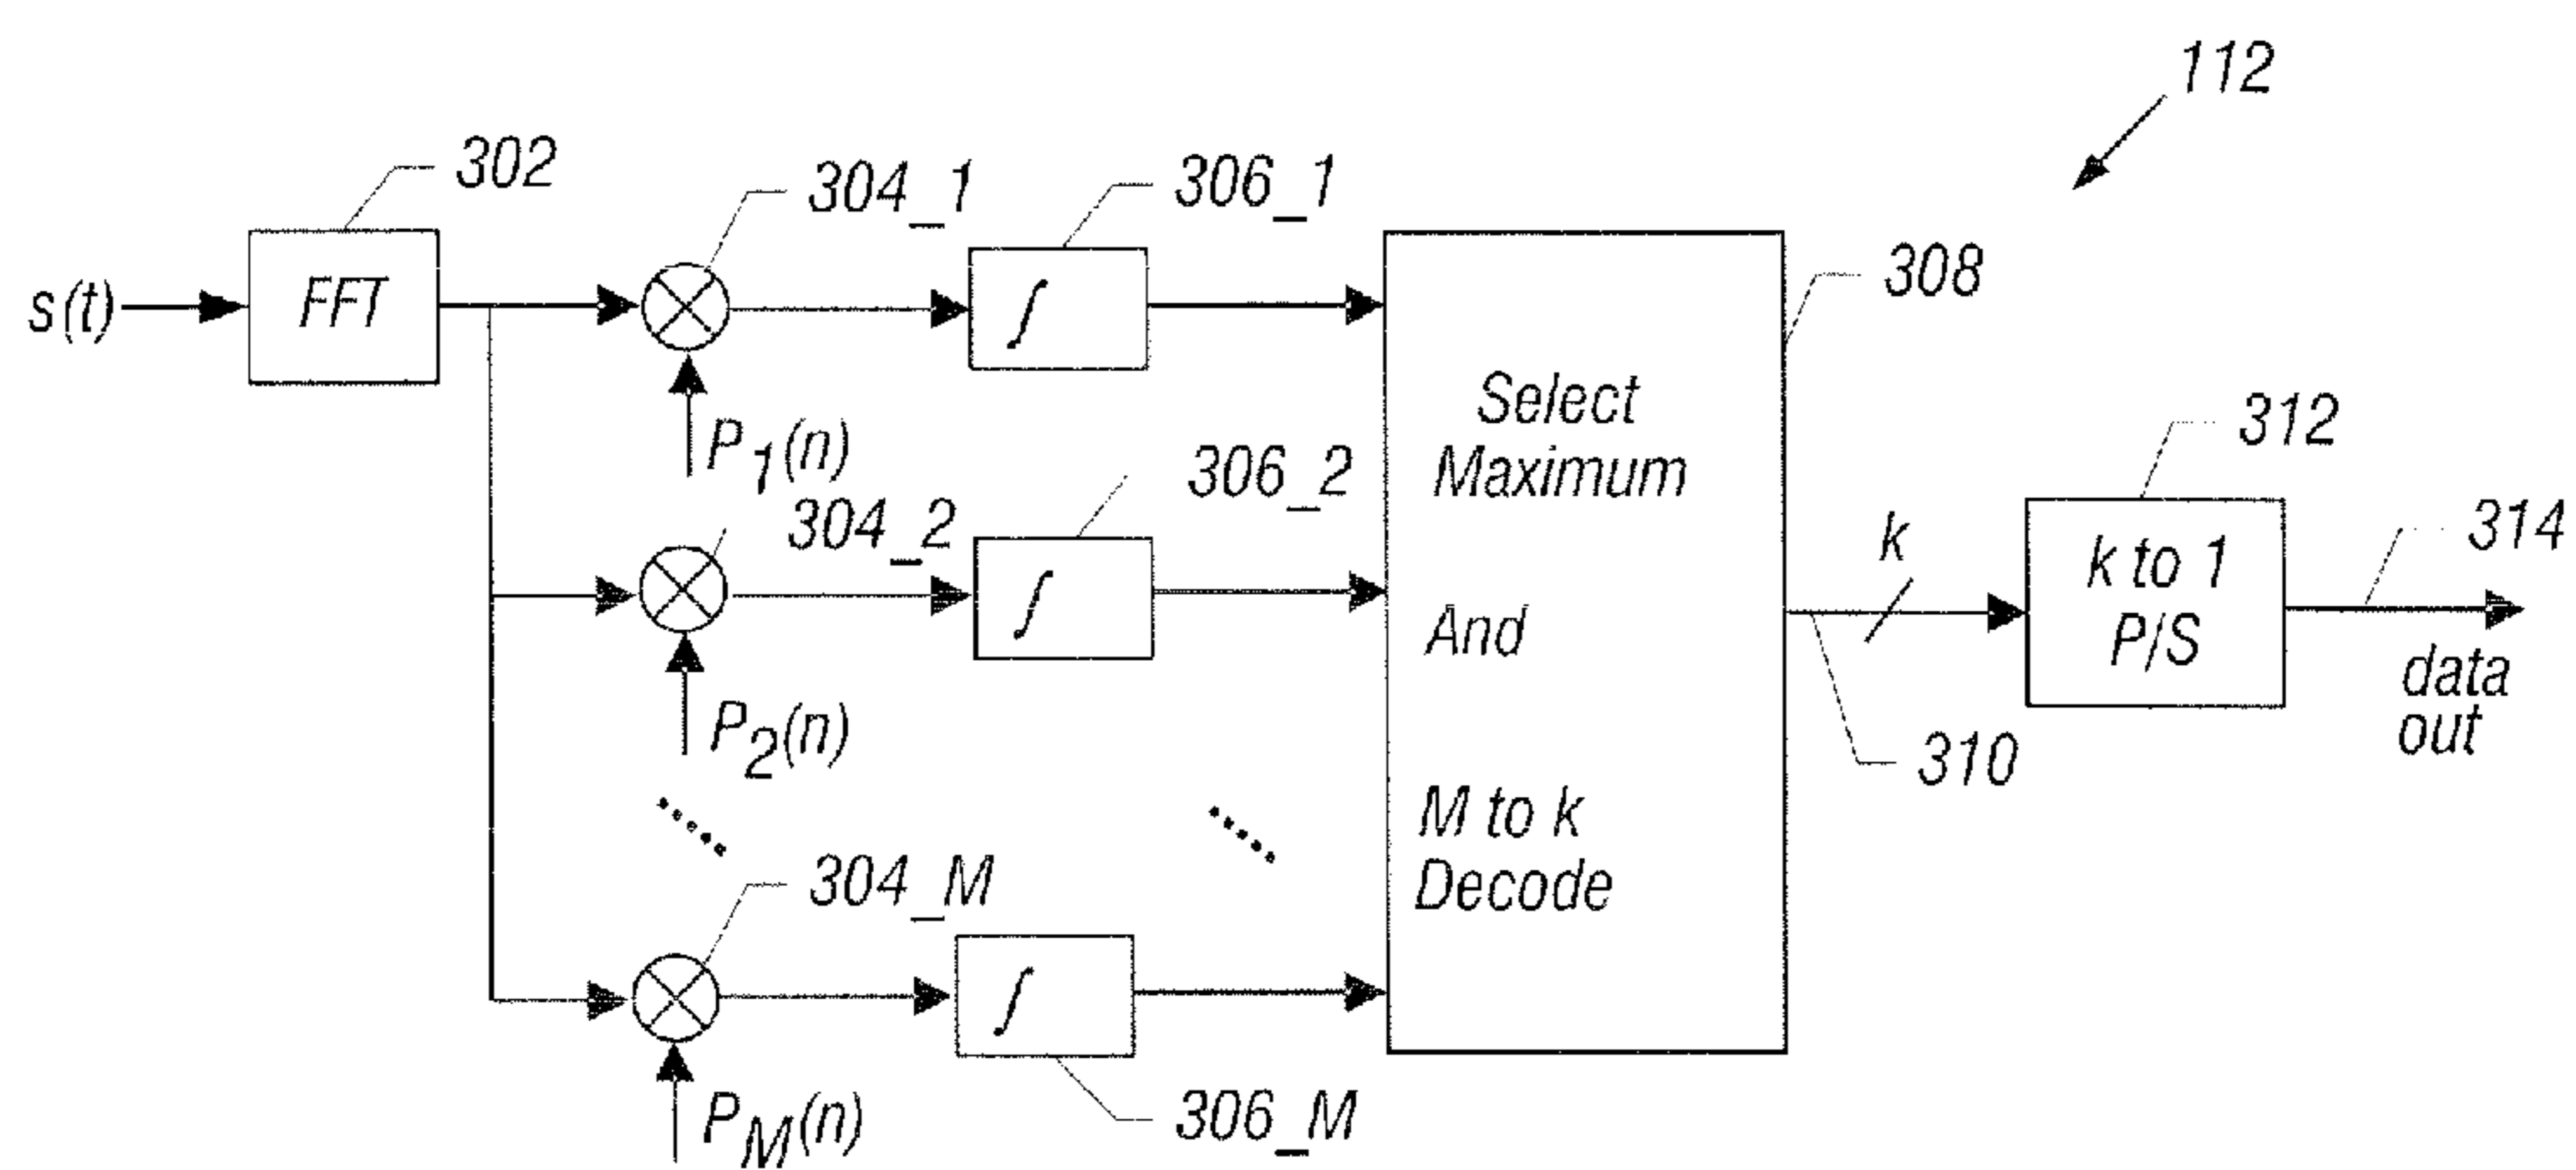 112
302
304_1
306_1
308
s(t)
FFT
∫
P1(n)
Select
Maximum
304_2
306_2
∫
P2(n)
And
k
312
k to 1
P/S
314
data
out
310
M to k
Decode
304_M
∫
PM(n)
306_M